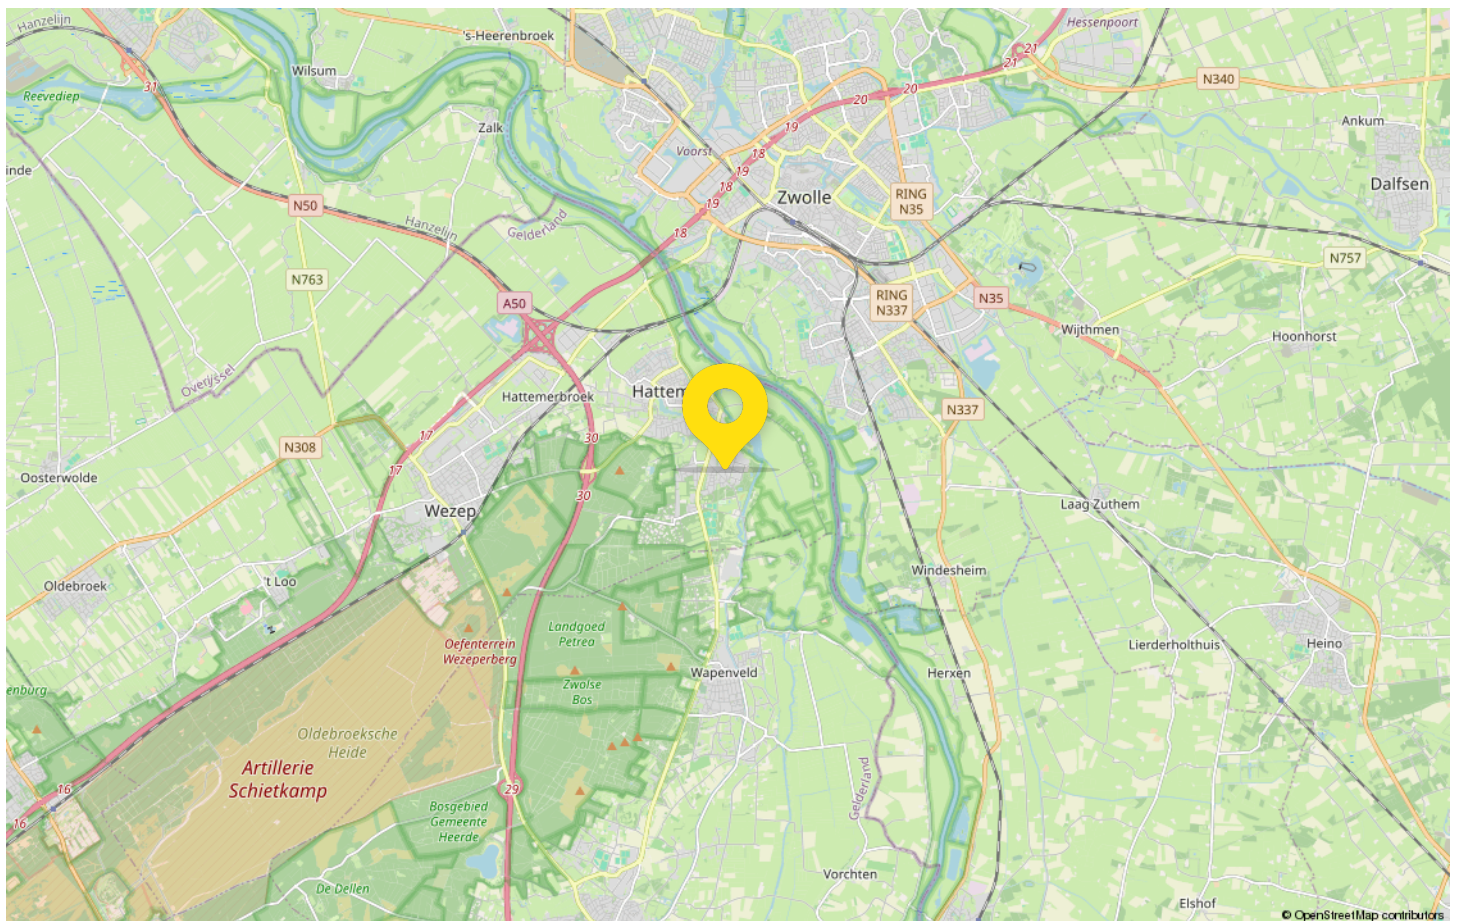 Hanzelijn
Hessenpoort
's-Heerenbroek
21
21
Wilsum
31
N340
Reevediep
20
20
Ankum
Zalk
19
Voorst
18
19
inde
18
Dalfsen
Zwolle
RING
N35
N50
19
Hanzelijn
Gelderland
18
N757
N763
A50
RING
N337
N35
Wijthmen
Hoonhorst
Overijssel
Hattem
Hattemerbroek
N337
17
30
N308
17
Oosterwolde
30
Wezep
Laag Zuthem
Windesheim
Oldebroek
't Loo
Landgoed
Petrea
Oefenterrein
Wezeperberg
Lierderholthuis
Heino
Wapenveld
Herxen
enburg
Zwolse
Bos
Oldebroeksche
Heide
Artillerie
Schietkamp
Gelderland
16
29
16
Bosgebied
Gemeente
Heerde
De Dellen
Vorchten
Elshof
© OpenStreetMap contributors